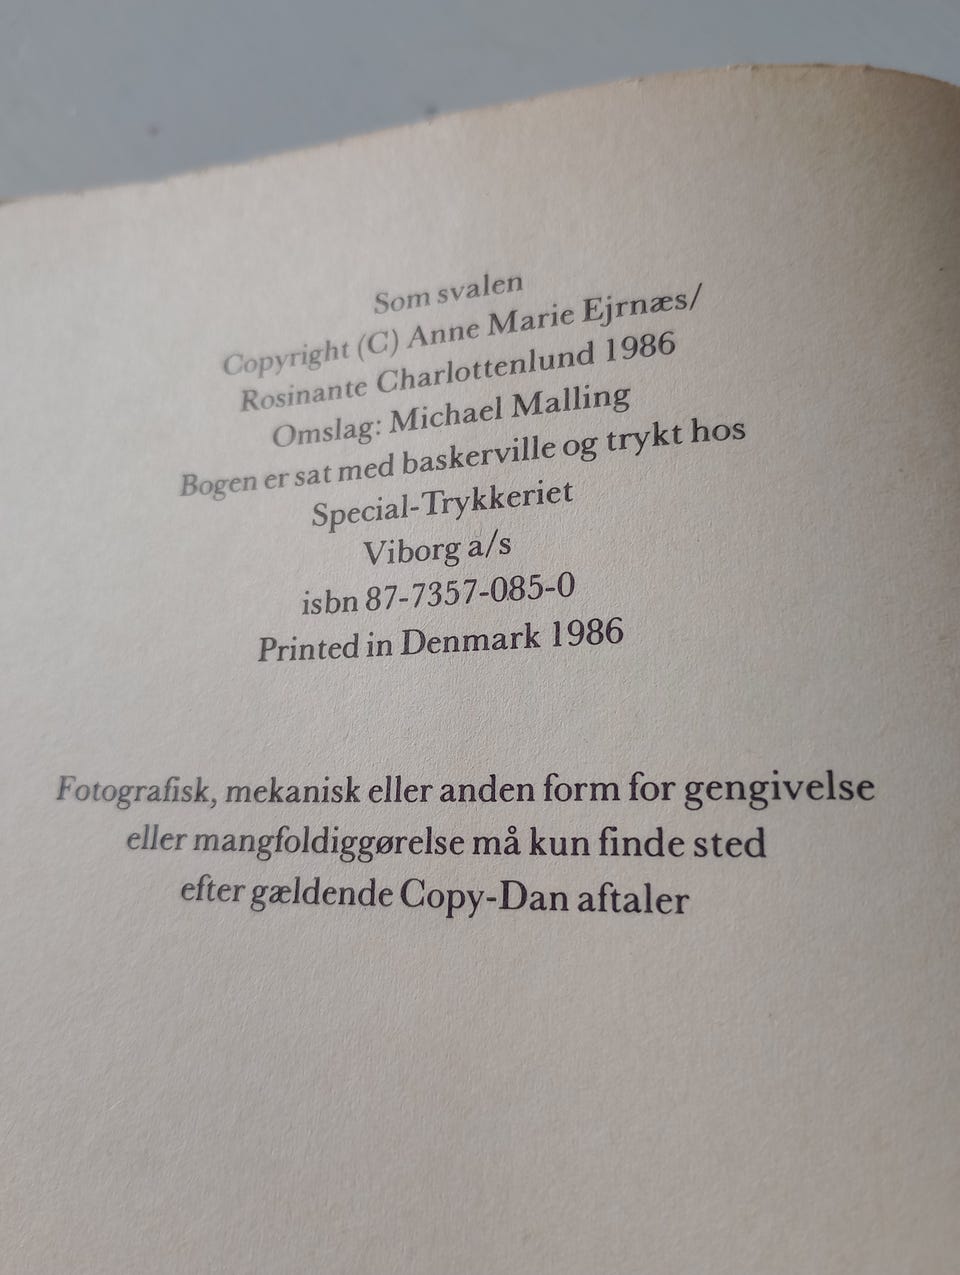 Som svalen
Copyright (C) Anne Marie Ejrnæs/
Rosinante Charlottenlund 1986
Omslag: Michael Malling
Bogen er sat med baskerville og trykt hos
Special-Trykkeriet
Viborg a/s
isbn 87-7357-085-0
Printed in Denmark 1986
Fotografisk, mekanisk eller anden form for gengivelse
eller mangfoldiggørelse må kun finde sted
efter gældende Copy-Dan aftaler